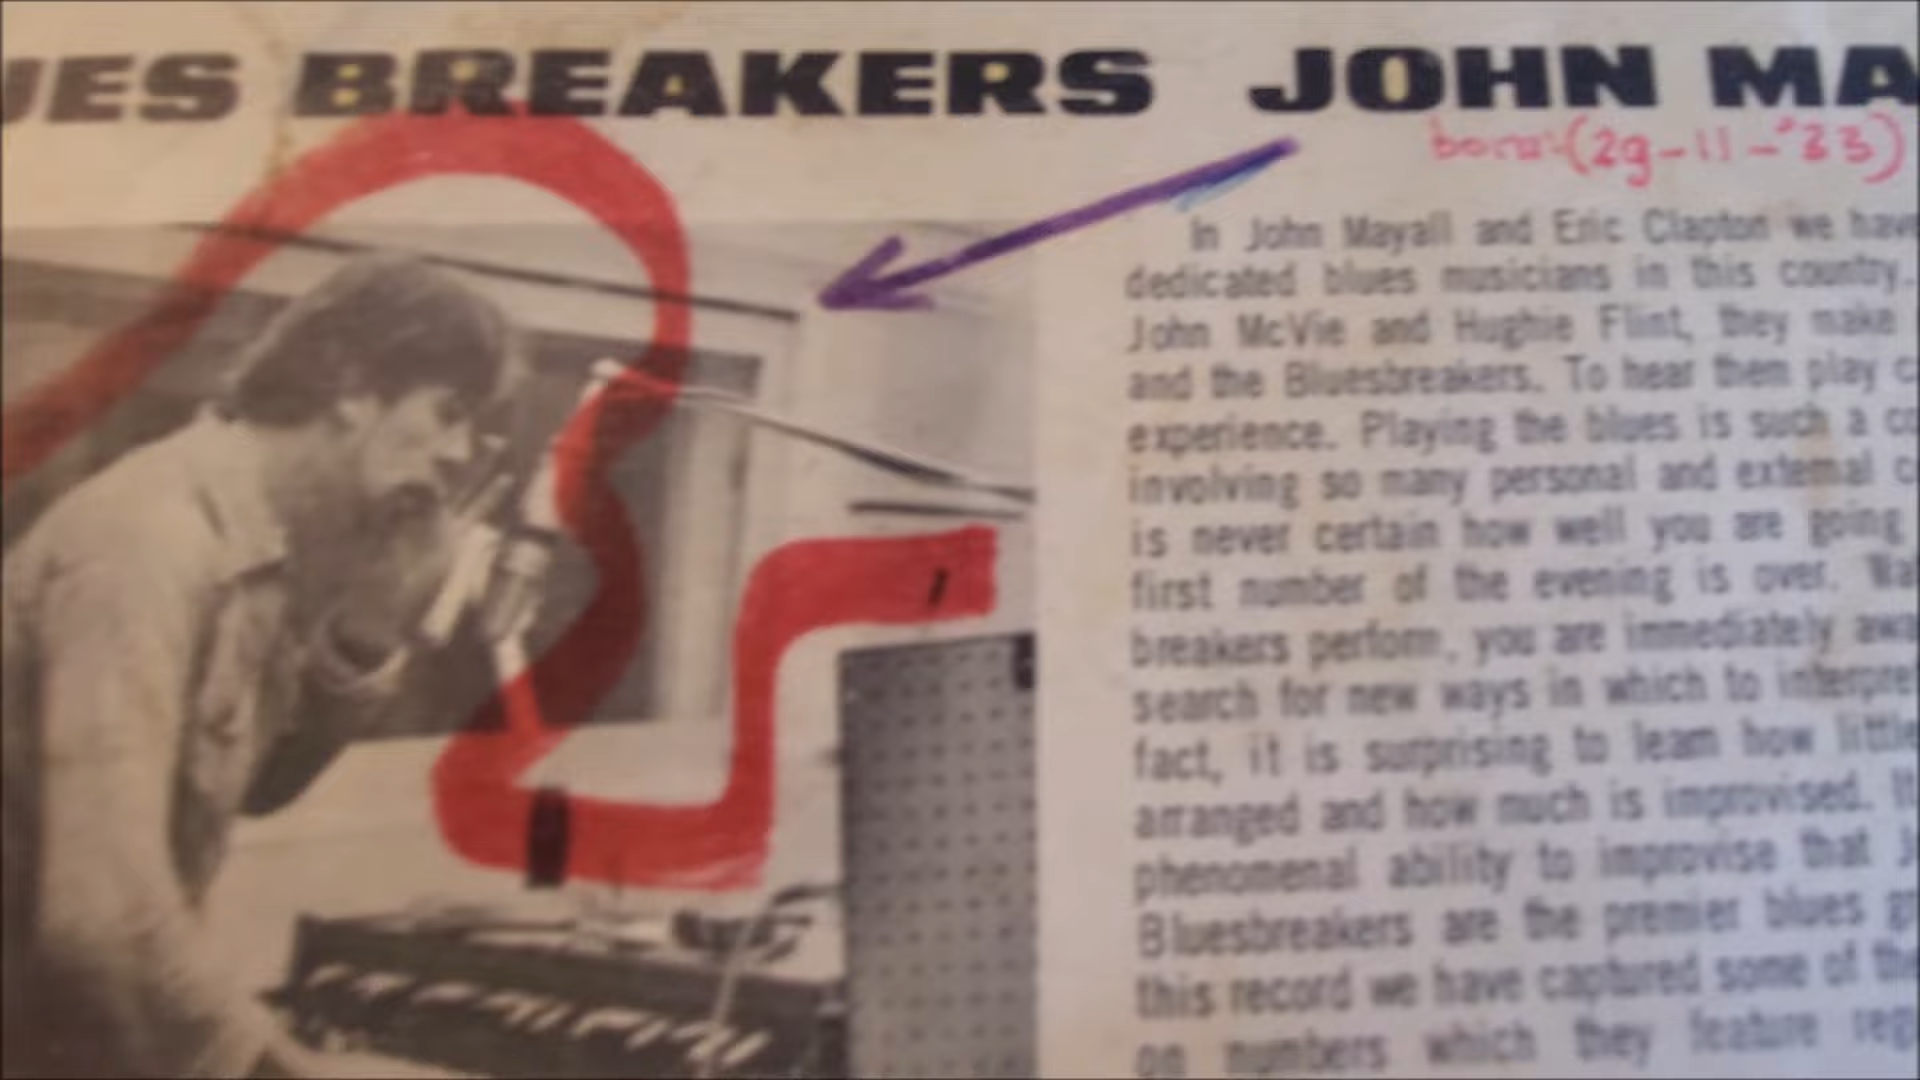 UES BREAKERS JOHN MA
born:(29-11-'33)
In John Mayall and Eric Clapton we have
dedicated blues musicians in this country.
John McVie and Hughie Flint, they make
and the Bluesbreakers. To hear them play
experience. Playing the blues is such a
involving so many personal and external
is never certain how well you are going
first number of the evening is over.
breakers perform, you are immediately
search for new ways in which to
fact, it is surprising to learn how little
arranged and how much is improvised.
phenomenal ability to improvise that
Bluesbreakers are the premier blues
this record we have captured some of
on numbers which they feature